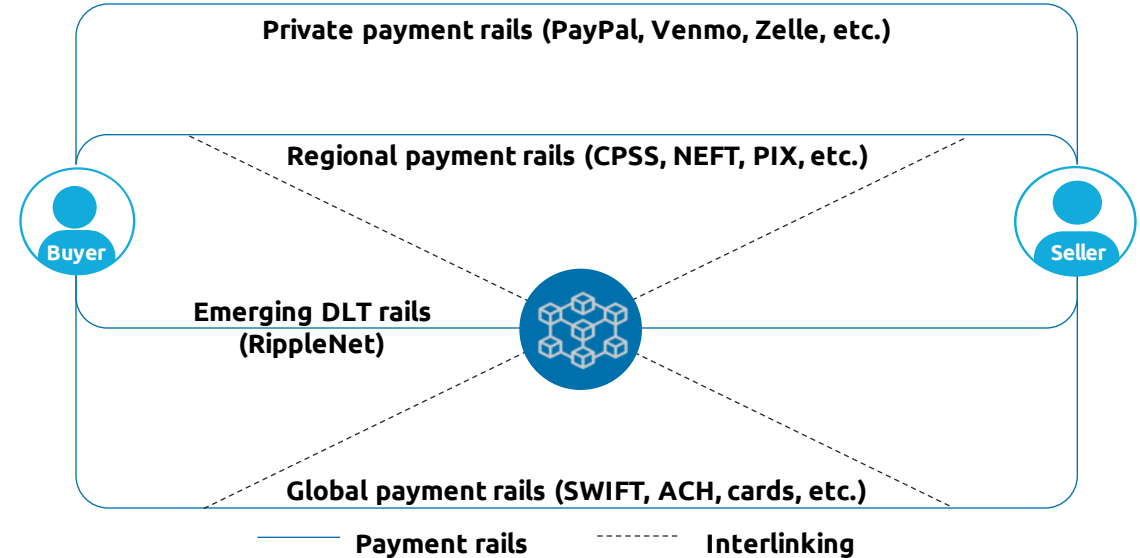 Private payment rails (PayPal, Venmo, Zelle, etc.)
Regional payment rails (CPSS, NEFT, PIX, etc.)
Buyer
Seller
Emerging DLT rails
(RippleNet)
Global payment rails (SWIFT, ACH, cards, etc.)
Payment rails
Interlinking